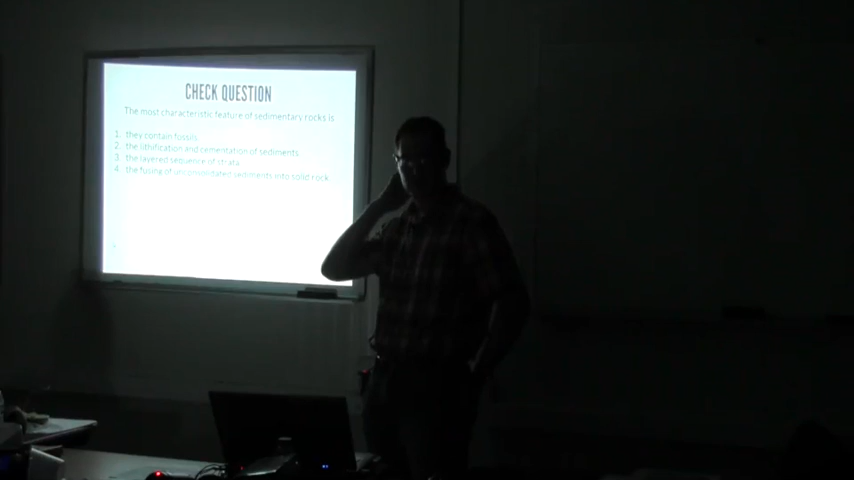 CHECK QUESTION
The most characteristic feature of sedimentary rocks is
1. they contain fossils.
2. the lithification and cementation of sediments.
3. the layered sequence of strata.
4. the fusing of unconsolidated sediments into solid rock.